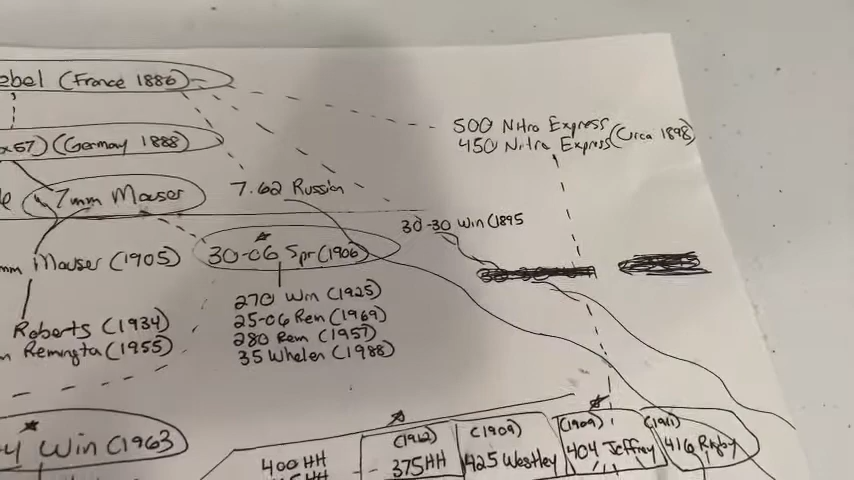 ebel (France 1886)
500 Nitro Express
450 Nitro Express (Circa 1898)
x57) (Germany 1888)
7mm Mauser
7.62 Russian
30-30 Win (1895
mm Mauser (1905)
30-06 Spr (1906)
270 Win (1925)
25-06 Rem (1969)
280 Rem (1957)
35 Whelen (1988)
Roberts (1934)
n Remington (1955)
Win (1963)
400 HH
(1912)
375 HH
(1909)
425 Westley
(1909)
404 Jeffrey
(1911)
416 Rigby